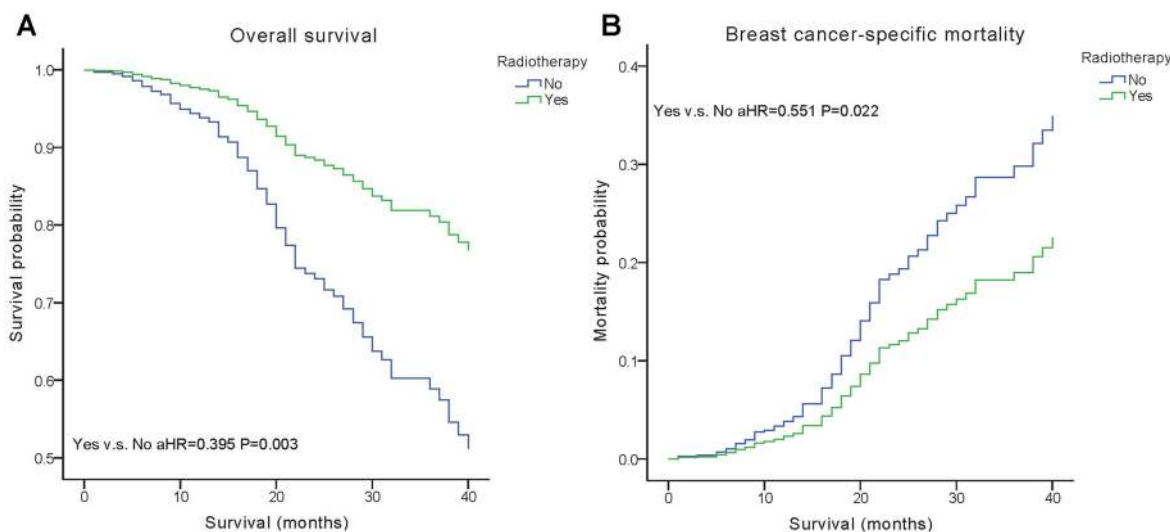 A
Overall survival
Radiotherapy
No
Yes
1.0
0.9
0.8
0.7
0.6
0.5
Survival probability
Yes v.s. No aHR=0.395 P=0.003
0
10
20
30
40
Survival (months)
B
Breast cancer-specific mortality
Radiotherapy
No
Yes
0.4
0.3
0.2
0.1
0.0
Mortality probability
Yes v.s. No aHR=0.551 P=0.022
0
10
20
30
40
Survival (months)